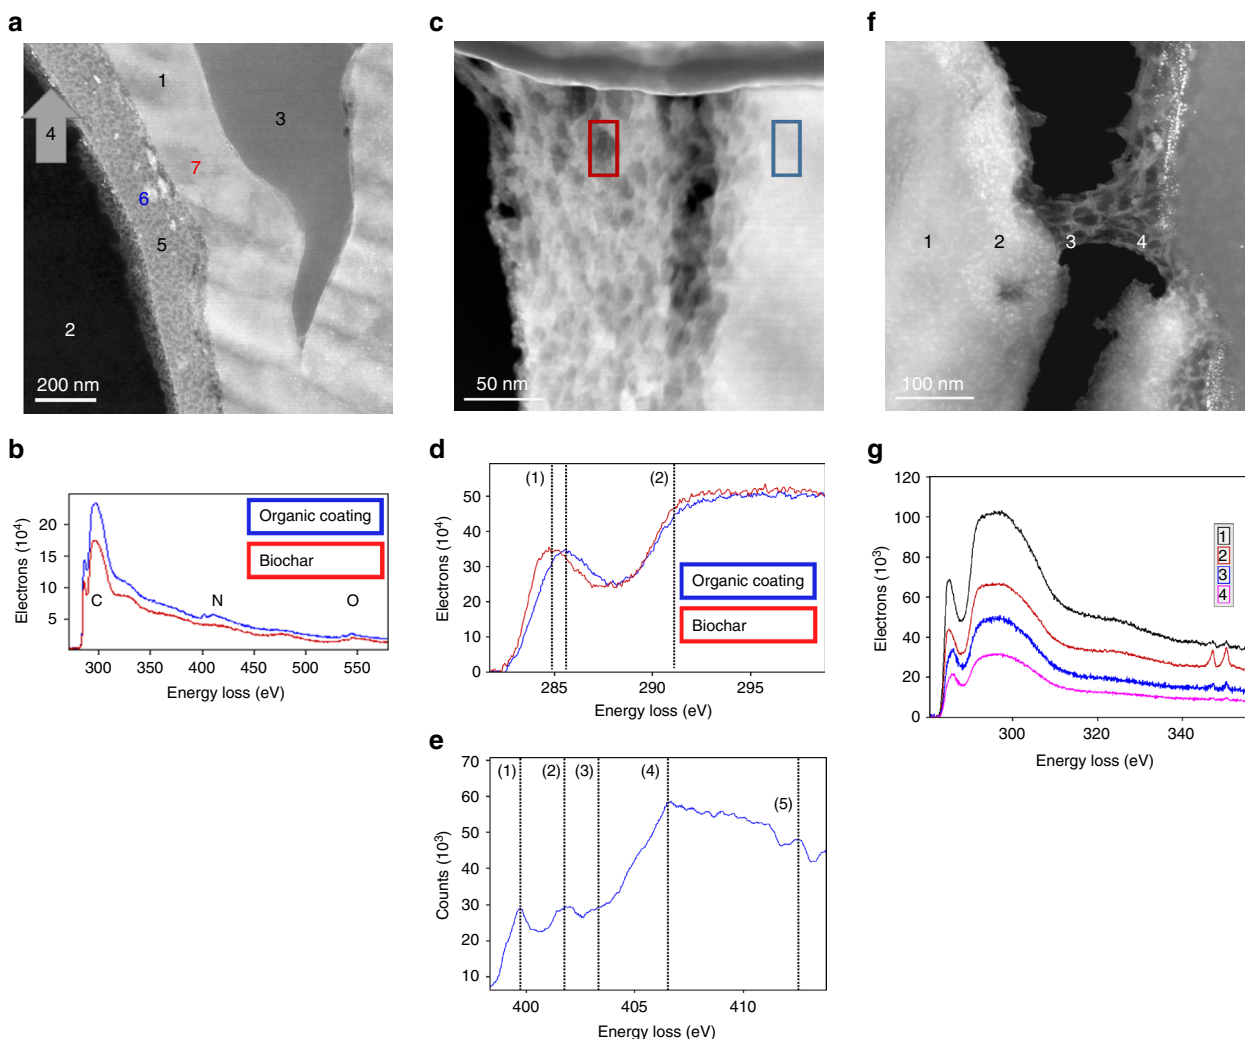 a
1
3
4
7
6
5
2
200 nm
c
50 nm
f
1
2
3
4
100 nm
b
Electrons (10⁴)
20
15
10
5
Organic coating
Biochar
C
N
O
300
350
400
450
500
550
Energy loss (eV)
d
Electrons (10⁴)
50
40
30
20
10
0
(1)
(2)
Organic coating
Biochar
285
290
295
Energy loss (eV)
e
Counts (10³)
70
60
50
40
30
20
10
(1)
(2)
(3)
(4)
(5)
400
405
410
Energy loss (eV)
g
Electrons (10³)
120
100
80
60
40
20
0
1
2
3
4
300
320
340
Energy loss (eV)